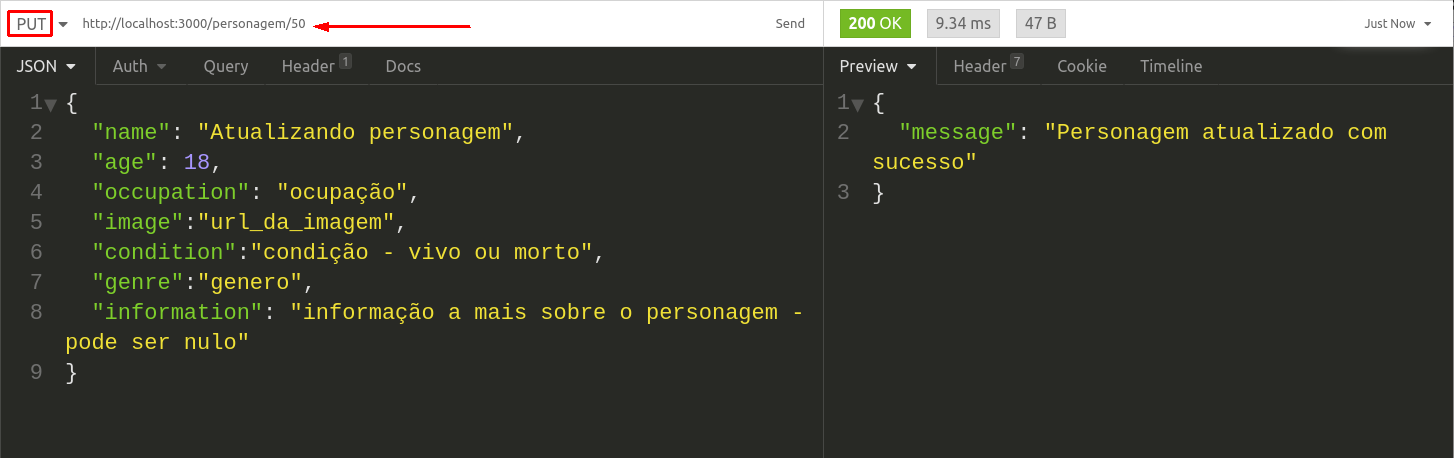 PUT http://localhost:3000/personagem/50 Send
JSON Auth Query Header 1 Docs
1 {
2 "name": "Atualizando personagem",
3 "age": 18,
4 "occupation": "ocupação",
5 "image":"url_da_imagem",
6 "condition":"condição - vivo ou morto",
7 "genre":"genero",
8 "information": "informação a mais sobre o personagem -
pode ser nulo"
9 }
200 OK 9.34 ms 47 B Just Now
Preview Header 7 Cookie Timeline
1 {
2 "message": "Personagem atualizado com
sucesso"
3 }